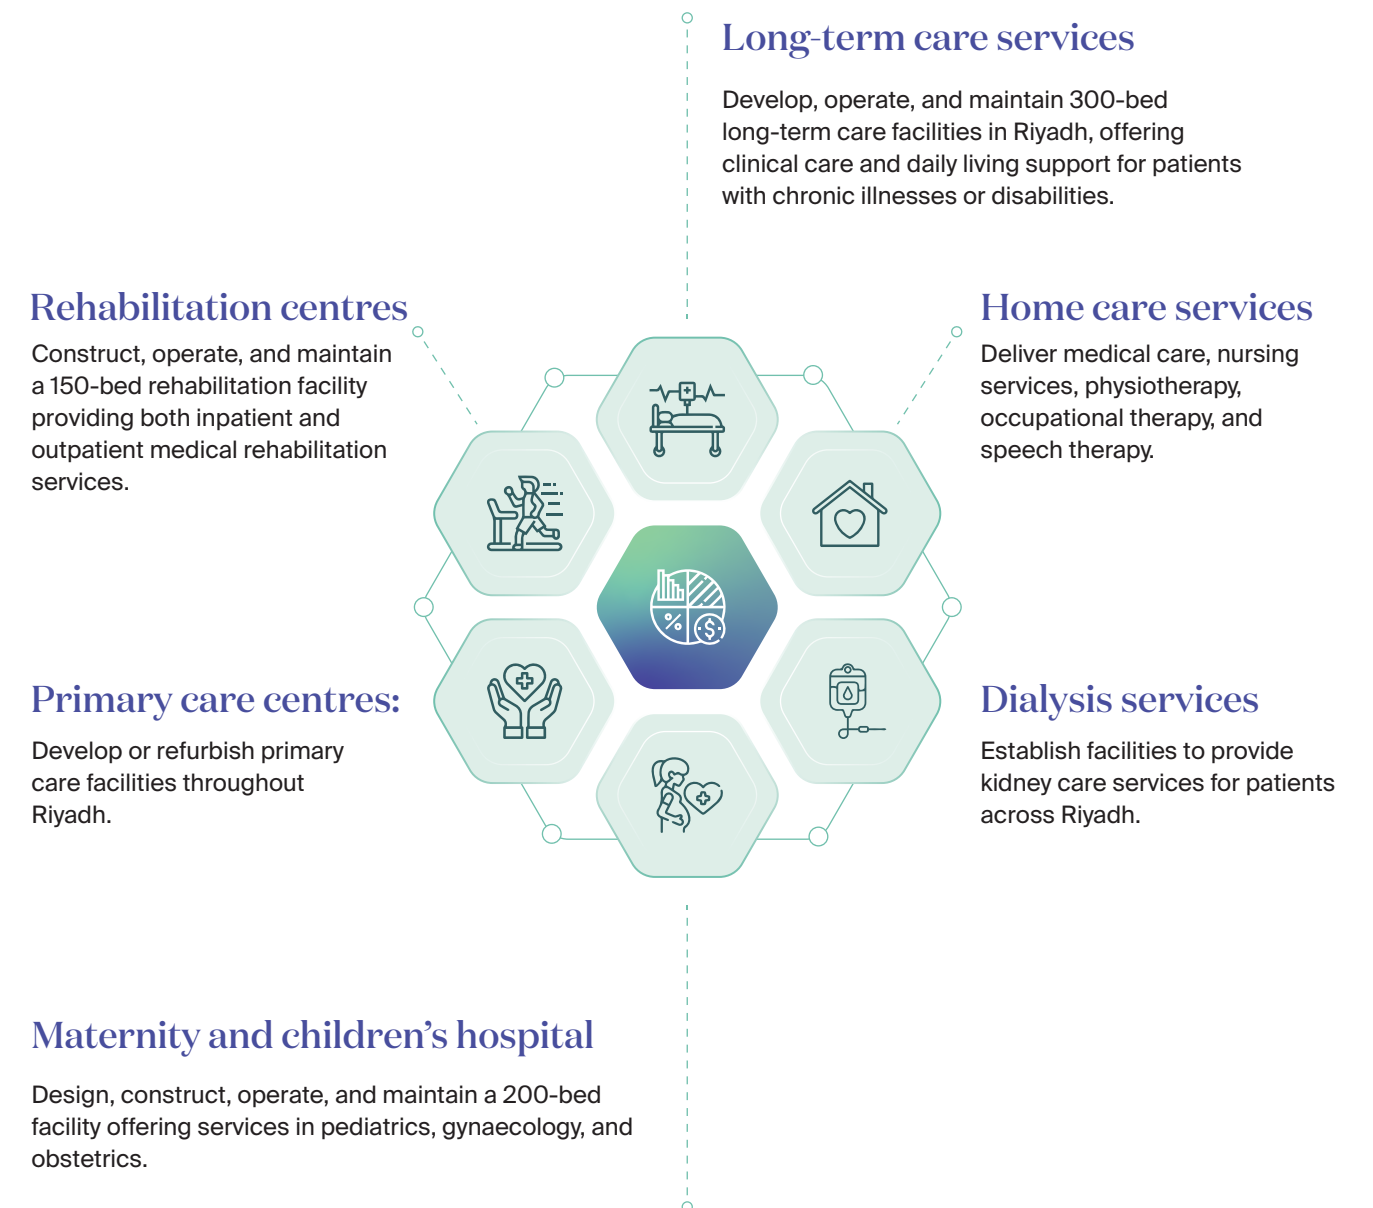 Long-term care services
Develop, operate, and maintain 300-bed
long-term care facilities in Riyadh, offering
clinical care and daily living support for patients
with chronic illnesses or disabilities.
Rehabilitation centres
Construct, operate, and maintain
a 150-bed rehabilitation facility
providing both inpatient and
outpatient medical rehabilitation
services.
Home care services
Deliver medical care, nursing
services, physiotherapy,
occupational therapy, and
speech therapy.
Primary care centres:
Develop or refurbish primary
care facilities throughout
Riyadh.
Dialysis services
Establish facilities to provide
kidney care services for patients
across Riyadh.
Maternity and children’s hospital
Design, construct, operate, and maintain a 200-bed
facility offering services in pediatrics, gynaecology, and
obstetrics.